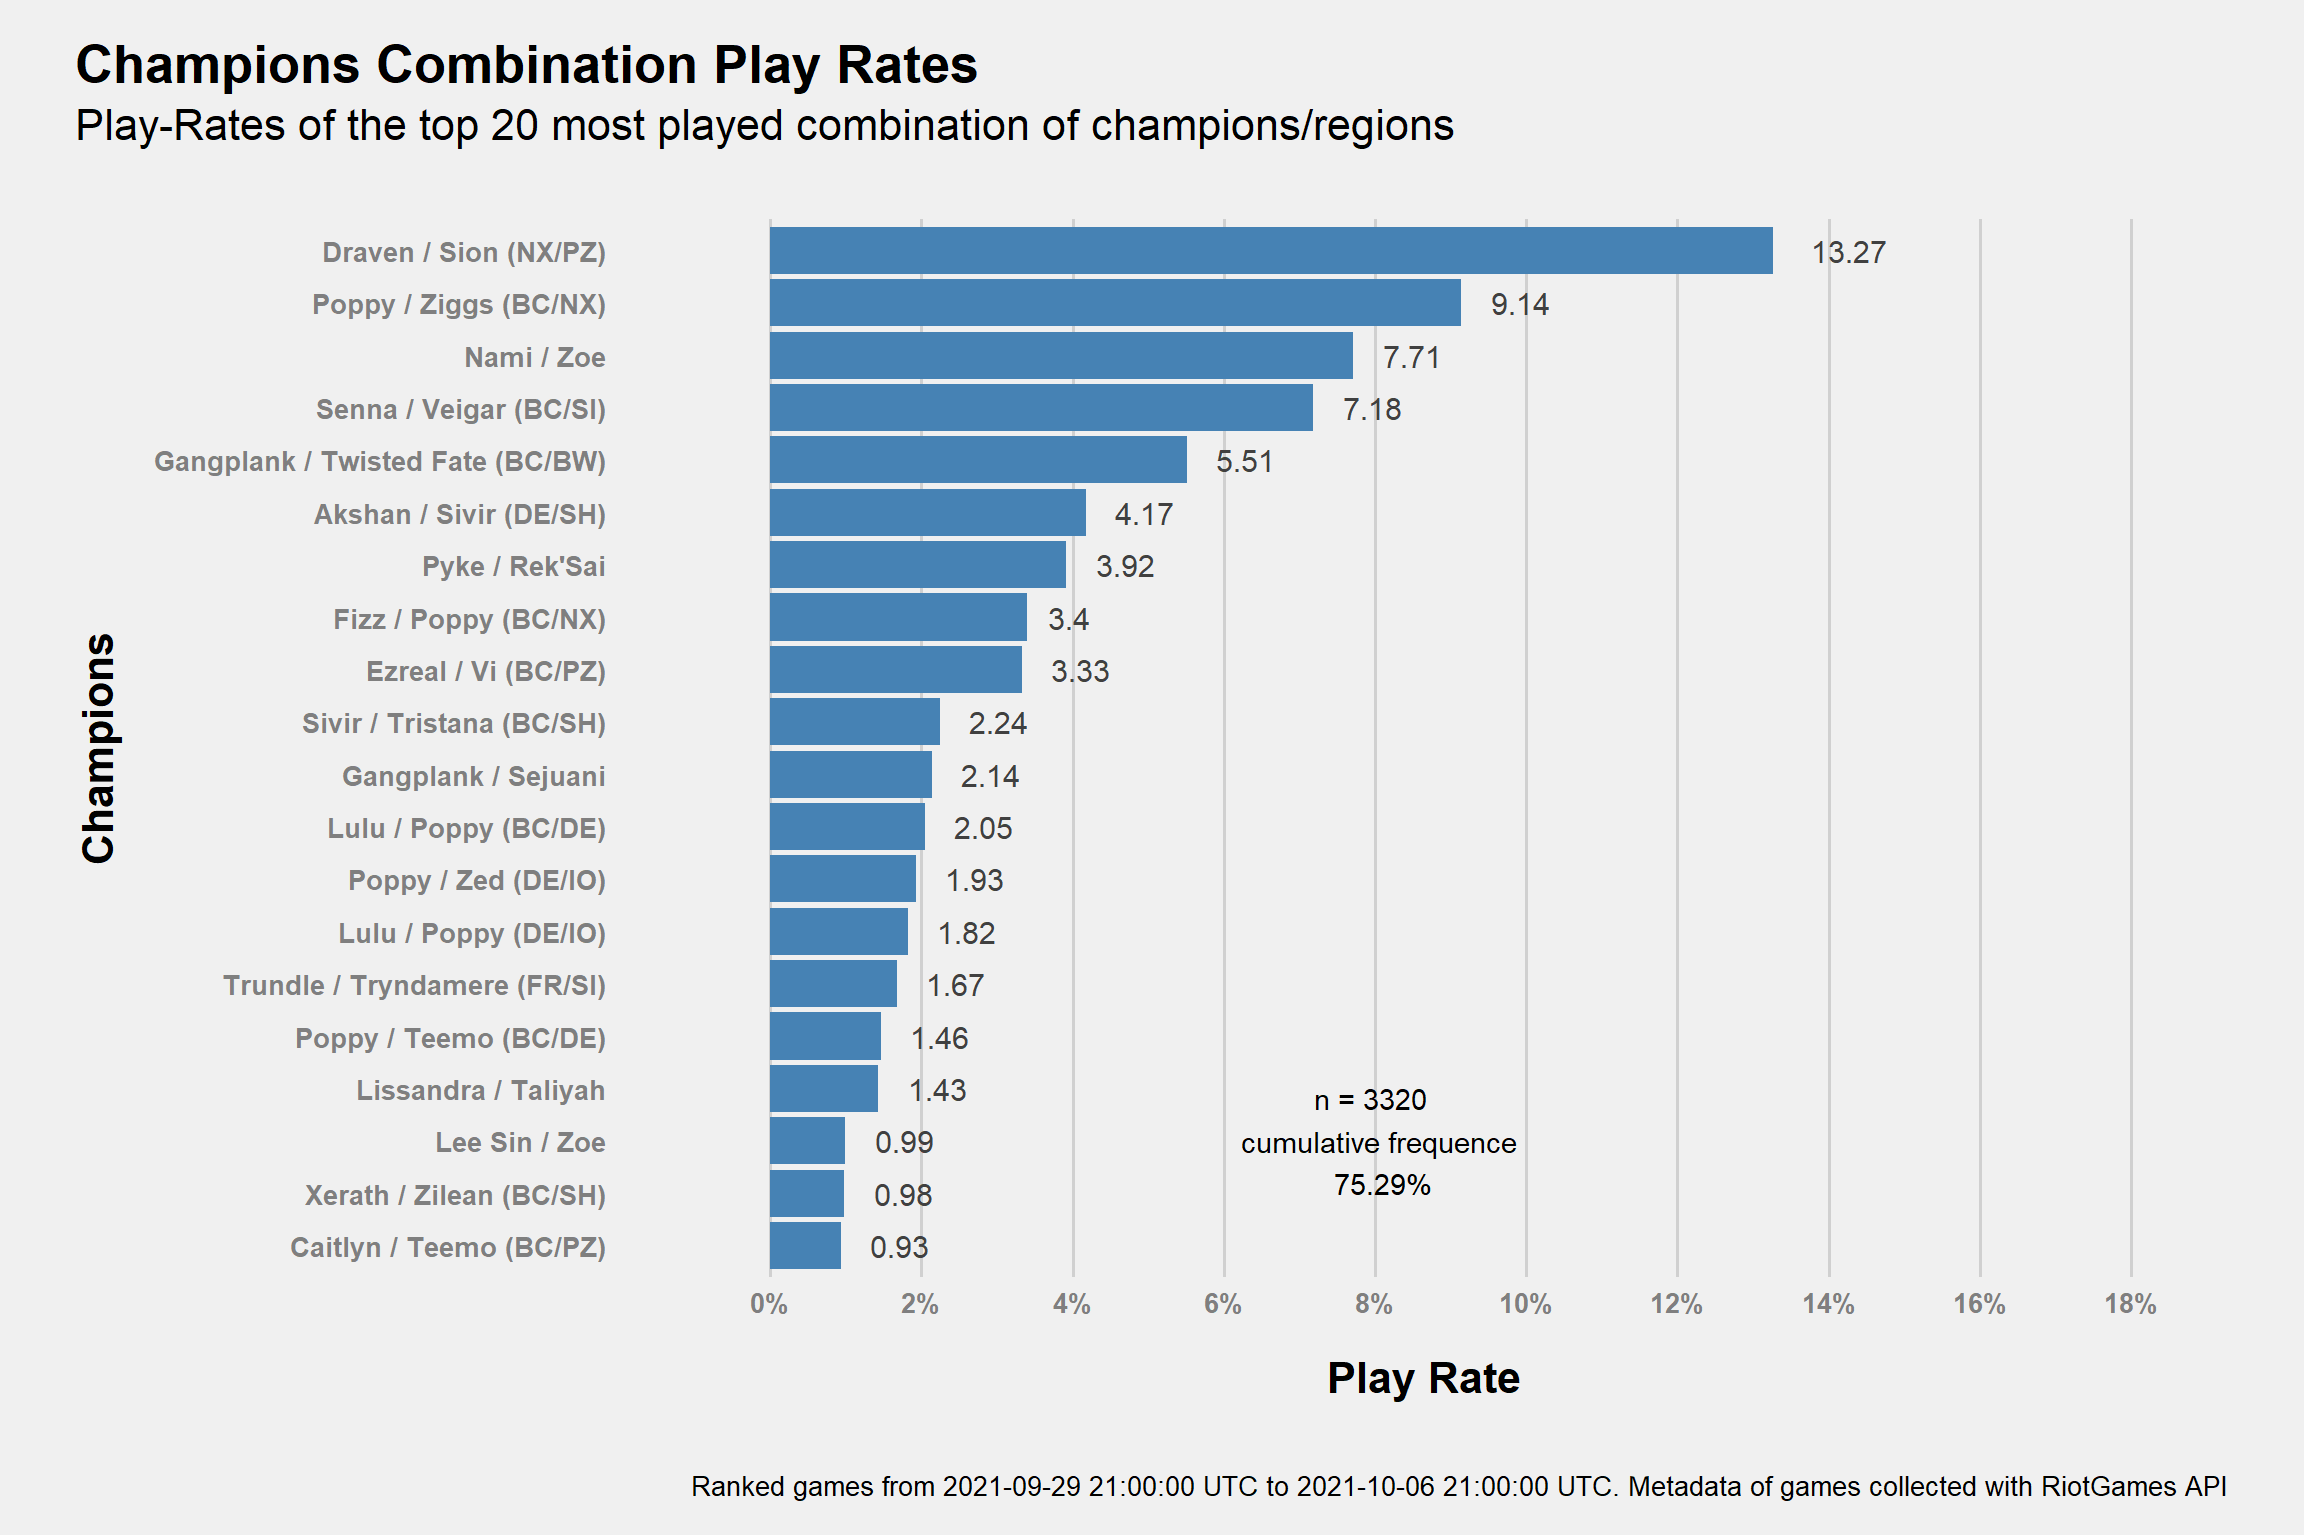 Champions Combination Play Rates
Play-Rates of the top 20 most played combination of champions/regions
Champions
Draven / Sion (NX/PZ) 13.27
Poppy / Ziggs (BC/NX) 9.14
Nami / Zoe 7.71
Senna / Veigar (BC/SI) 7.18
Gangplank / Twisted Fate (BC/BW) 5.51
Akshan / Sivir (DE/SH) 4.17
Pyke / Rek'Sai 3.92
Fizz / Poppy (BC/NX) 3.4
Ezreal / Vi (BC/PZ) 3.33
Sivir / Tristana (BC/SH) 2.24
Gangplank / Sejuani 2.14
Lulu / Poppy (BC/DE) 2.05
Poppy / Zed (DE/IO) 1.93
Lulu / Poppy (DE/IO) 1.82
Trundle / Tryndamere (FR/SI) 1.67
Poppy / Teemo (BC/DE) 1.46
Lissandra / Taliyah 1.43
Lee Sin / Zoe 0.99
Xerath / Zilean (BC/SH) 0.98
Caitlyn / Teemo (BC/PZ) 0.93
n = 3320
cumulative frequence
75.29%
0% 2% 4% 6% 8% 10% 12% 14% 16% 18%
Play Rate
Ranked games from 2021-09-29 21:00:00 UTC to 2021-10-06 21:00:00 UTC. Metadata of games collected with RiotGames API